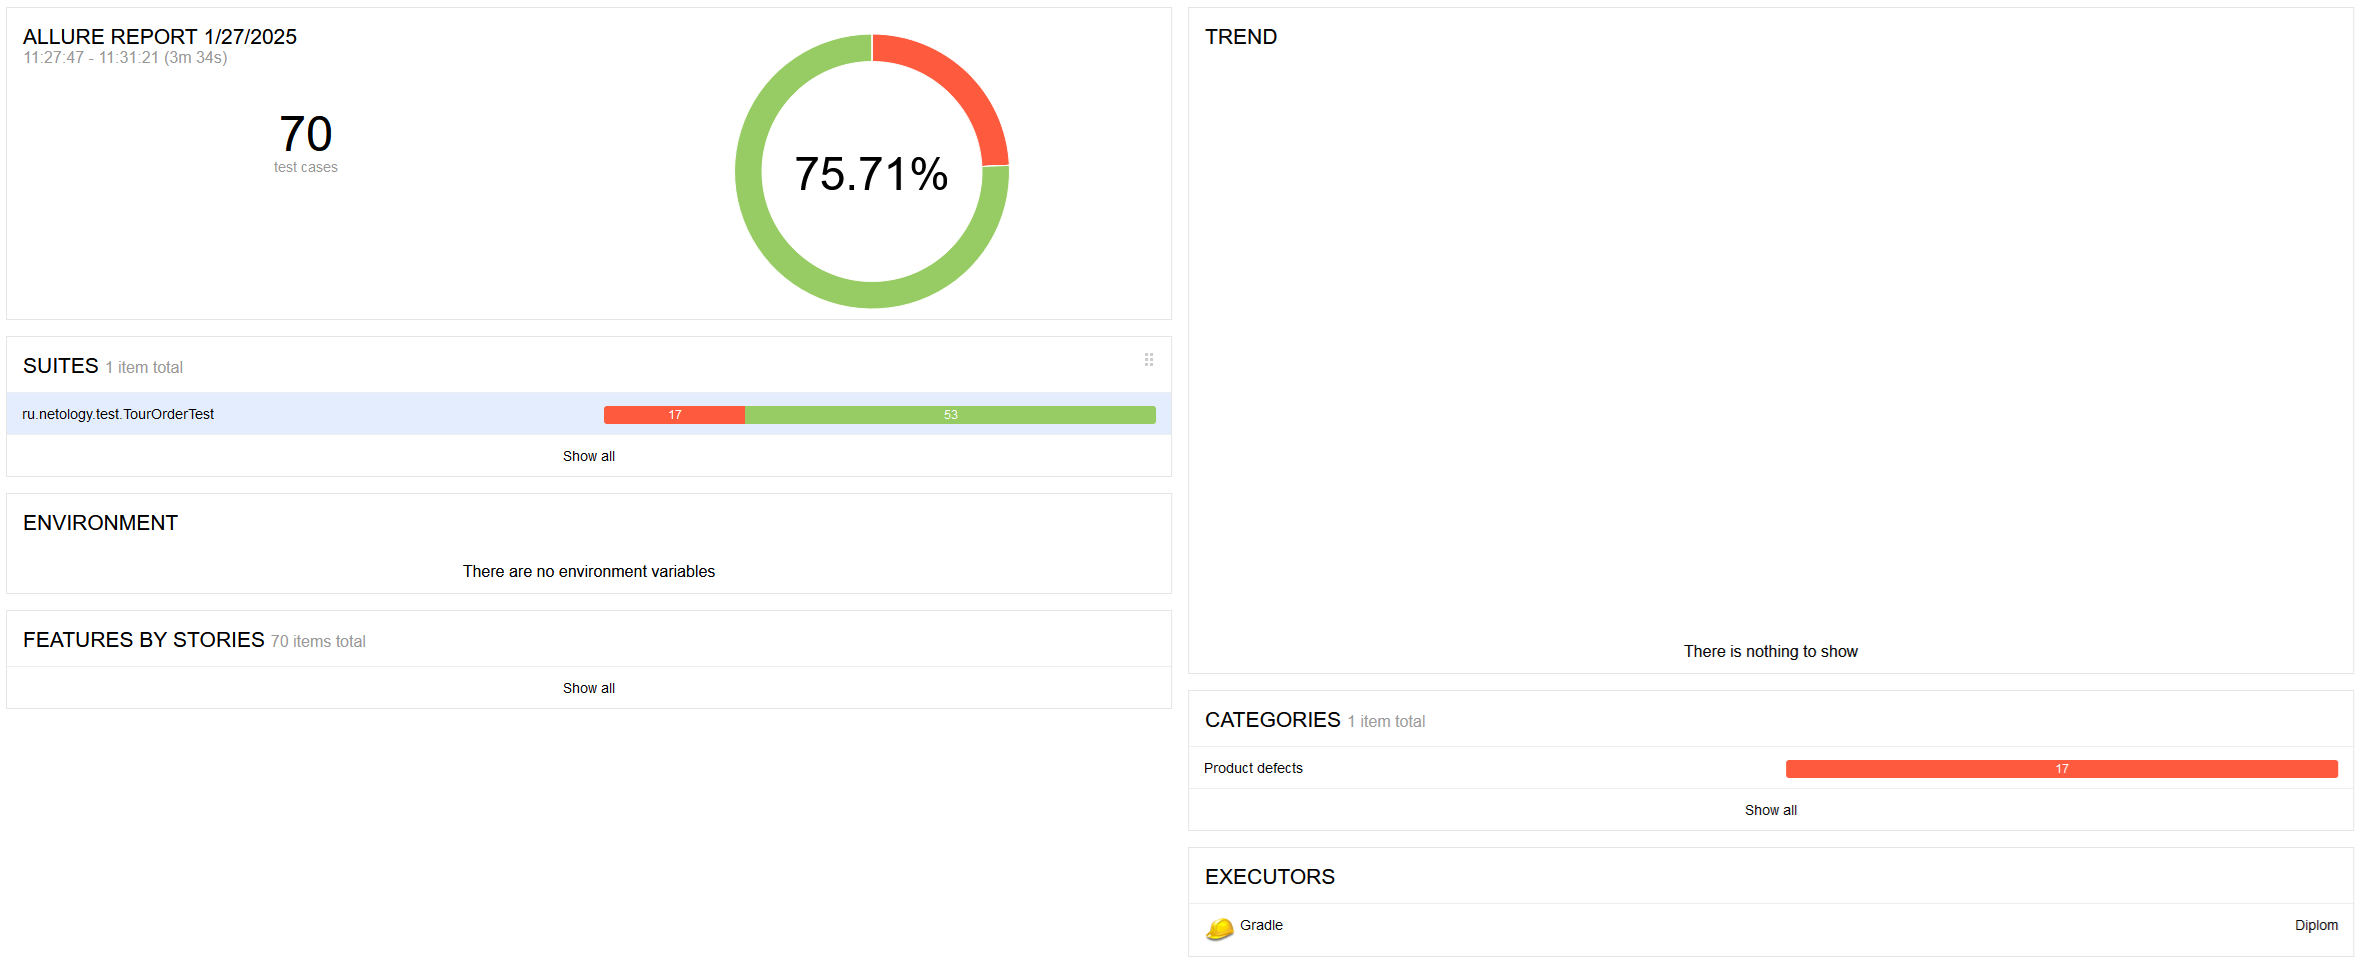 ALLURE REPORT 1/27/2025
11:27:47 - 11:31:21 (3m 34s)
70
test cases
75.71%
SUITES 1 item total
ru.netology.test.TourOrderTest 17 53
Show all
ENVIRONMENT
There are no environment variables
FEATURES BY STORIES 70 items total
Show all
TREND
There is nothing to show
CATEGORIES 1 item total
Product defects 17
Show all
EXECUTORS
Gradle Diplom